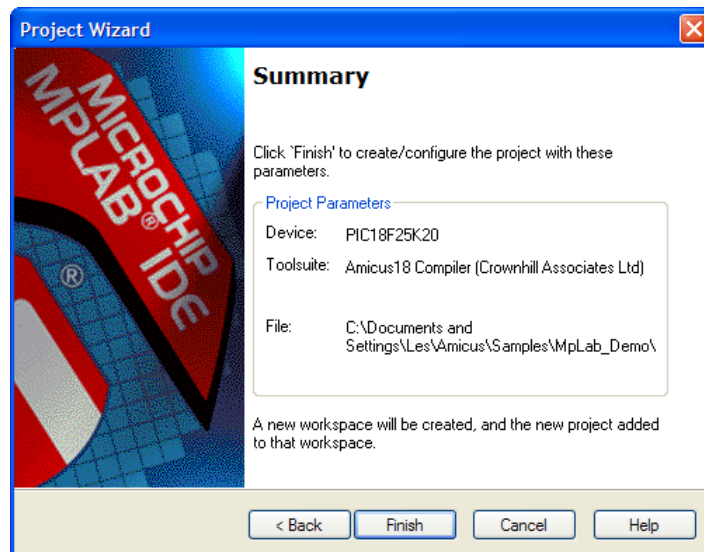 Project Wizard
MICROCHIP
MPLAB® IDE
®
Summary
Click `Finish' to create/configure the project with these
parameters.
Project Parameters
Device: PIC18F25K20
Toolsuite: Amicus18 Compiler (Crownhill Associates Ltd)
File: C:\Documents and
Settings\Les\Amicus\Samples\MpLab_Demo\
A new workspace will be created, and the new project added
to that workspace.
< Back Finish Cancel Help